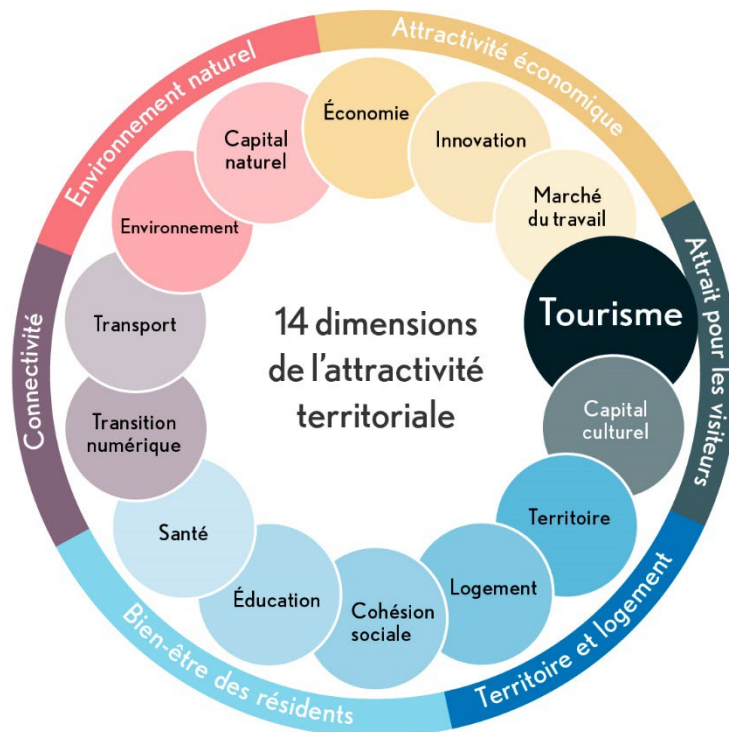 14 dimensions
de l'attractivité
territoriale
Attractivité économique
Économie
Innovation
Marché
du travail
Attrait pour les visiteurs
Tourisme
Capital
culturel
Territoire et logement
Territoire
Logement
Bien-être des résidents
Cohésion
sociale
Éducation
Santé
Connectivité
Transition
numérique
Transport
Environnement naturel
Environnement
Capital
naturel